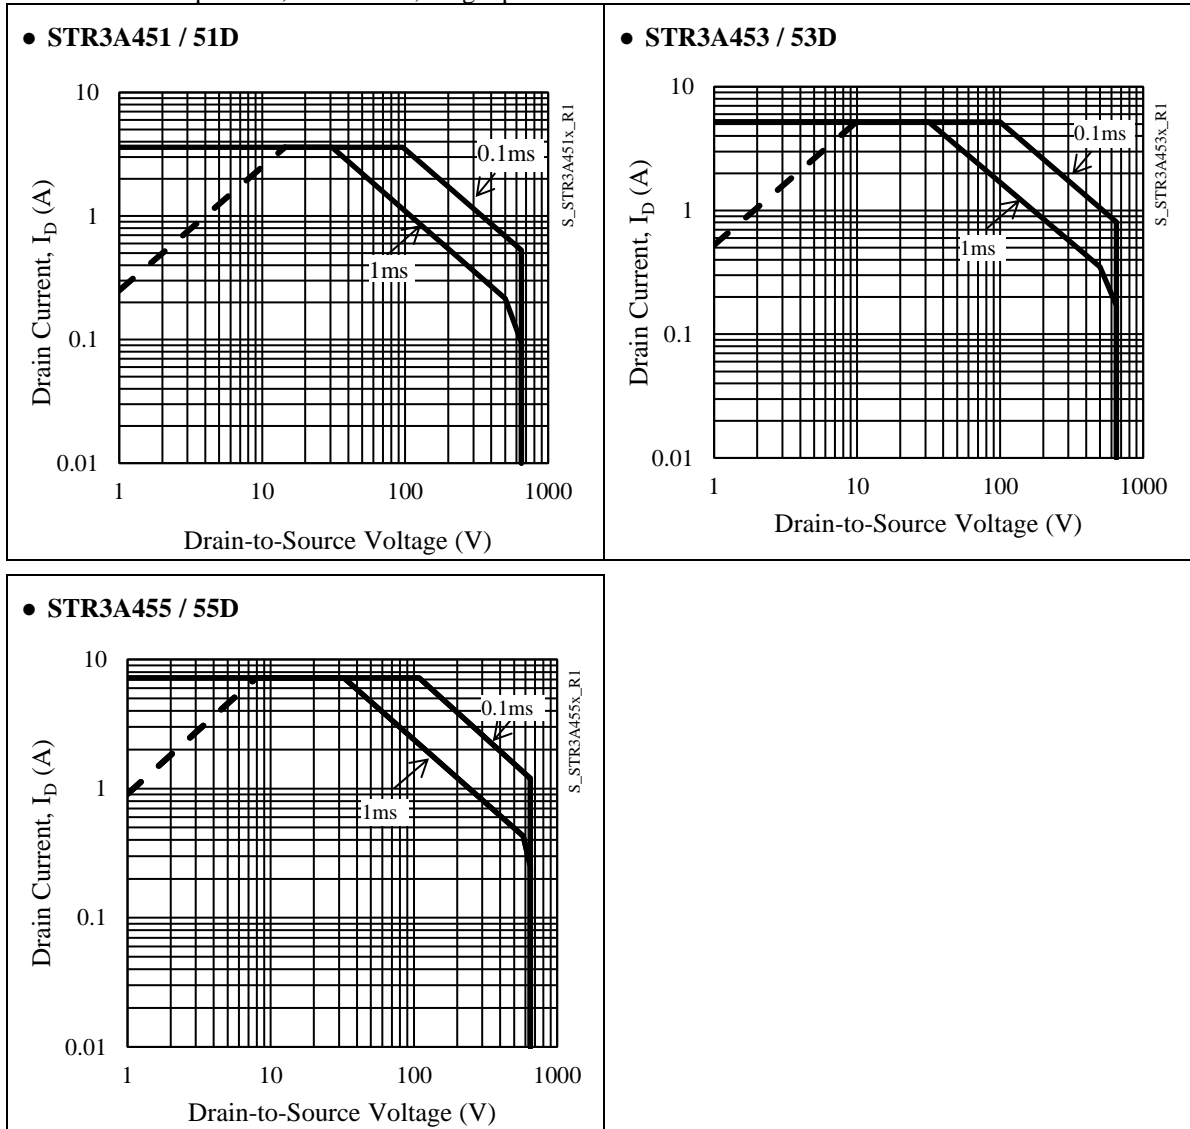 ● STR3A451 / 51D
10
1
0.1
0.01
1 10 100 1000
Drain Current, I_D (A)
Drain-to-Source Voltage (V)
0.1ms
1ms
S_STR3A451x_R1
● STR3A453 / 53D
10
1
0.1
0.01
1 10 100 1000
Drain Current, I_D (A)
Drain-to-Source Voltage (V)
0.1ms
1ms
S_STR3A453x_R1
● STR3A455 / 55D
10
1
0.1
0.01
1 10 100 1000
Drain Current, I_D (A)
Drain-to-Source Voltage (V)
0.1ms
1ms
S_STR3A455x_R1